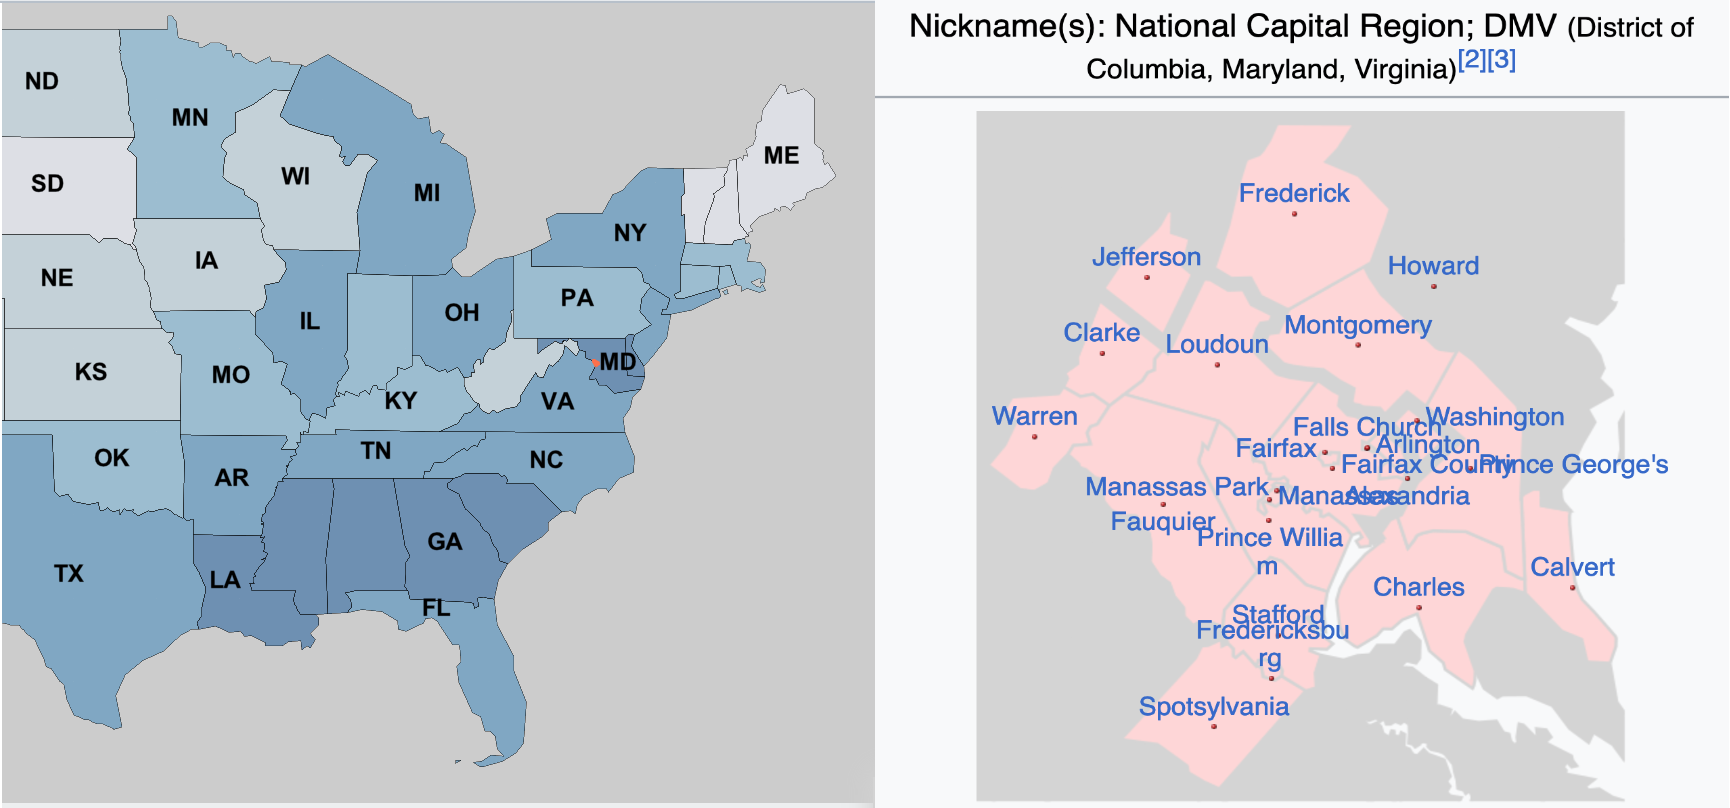 ND
MN
SD
WI
MI
ME
NY
IA
NE
PA
OH
IL
KS
MO
MD
KY
VA
OK
TN
NC
AR
GA
TX
LA
FL
Nickname(s): National Capital Region; DMV (District of
Columbia, Maryland, Virginia)[2][3]
Frederick
Jefferson
Howard
Clarke
Montgomery
Loudoun
Warren
Washington
Falls Church
Arlington
Fairfax
Fairfax County
Prince George's
Manassas Park
Manassas
Alexandria
Fauquier
Prince Willia
m
Calvert
Charles
Stafford
Fredericksbu
rg
Spotsylvania